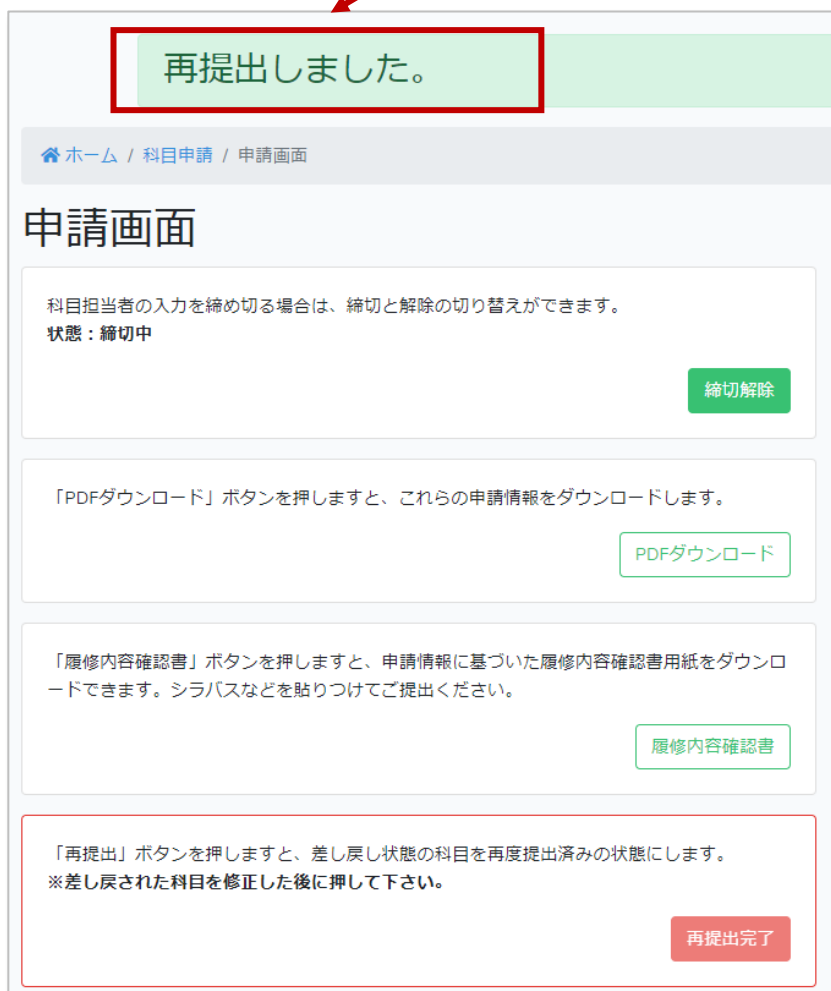 再提出しました。
ホーム / 科目申請 / 申請画面
申請画面
科目担当者の入力を締め切る場合は、締切と解除の切り替えができます。
状態：締切中
締切解除
「PDFダウンロード」ボタンを押しますと、これらの申請情報をダウンロードします。
PDFダウンロード
「履修内容確認書」ボタンを押しますと、申請情報に基づいた履修内容確認書用紙をダウンロ
ードできます。シラバスなどを貼りつけてご提出ください。
履修内容確認書
「再提出」ボタンを押しますと、差し戻し状態の科目を再度提出済みの状態にします。
※差し戻された科目を修正した後に押して下さい。
再提出完了